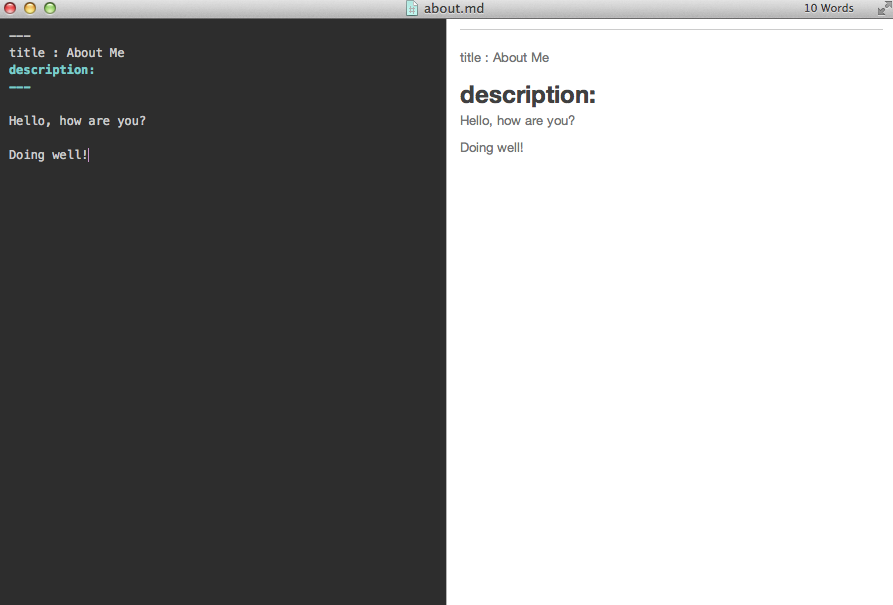 about.md
10 Words
---
title : About Me
description:
---
Hello, how are you?
Doing well!
title : About Me
description:
Hello, how are you?
Doing well!